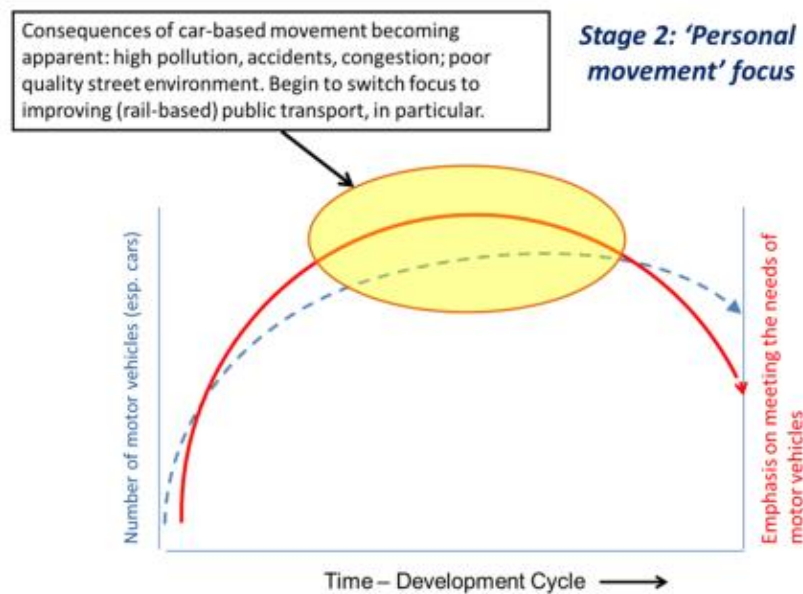 Consequences of car-based movement becoming
apparent: high pollution, accidents, congestion; poor
quality street environment. Begin to switch focus to
improving (rail-based) public transport, in particular.
Stage 2: ‘Personal
movement’ focus
Number of motor vehicles (esp. cars)
Emphasis on meeting the needs of
motor vehicles
Time – Development Cycle